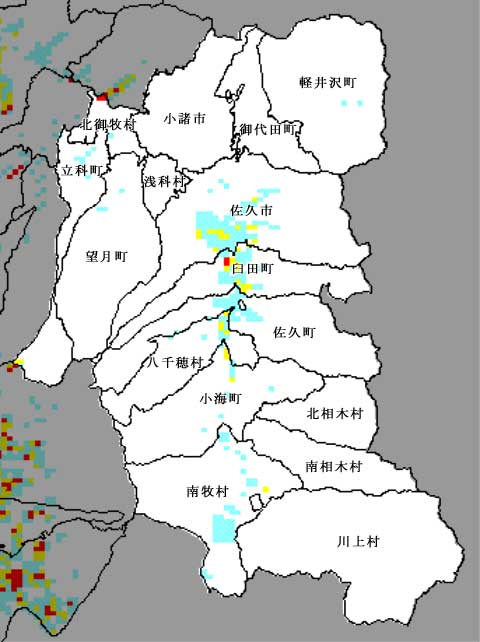 軽井沢町
小諸市
北御牧村
御代田町
立科町
浅科村
佐久市
望月町
臼田町
佐久町
八千穂村
小海町
北相木村
南相木村
南牧村
川上村